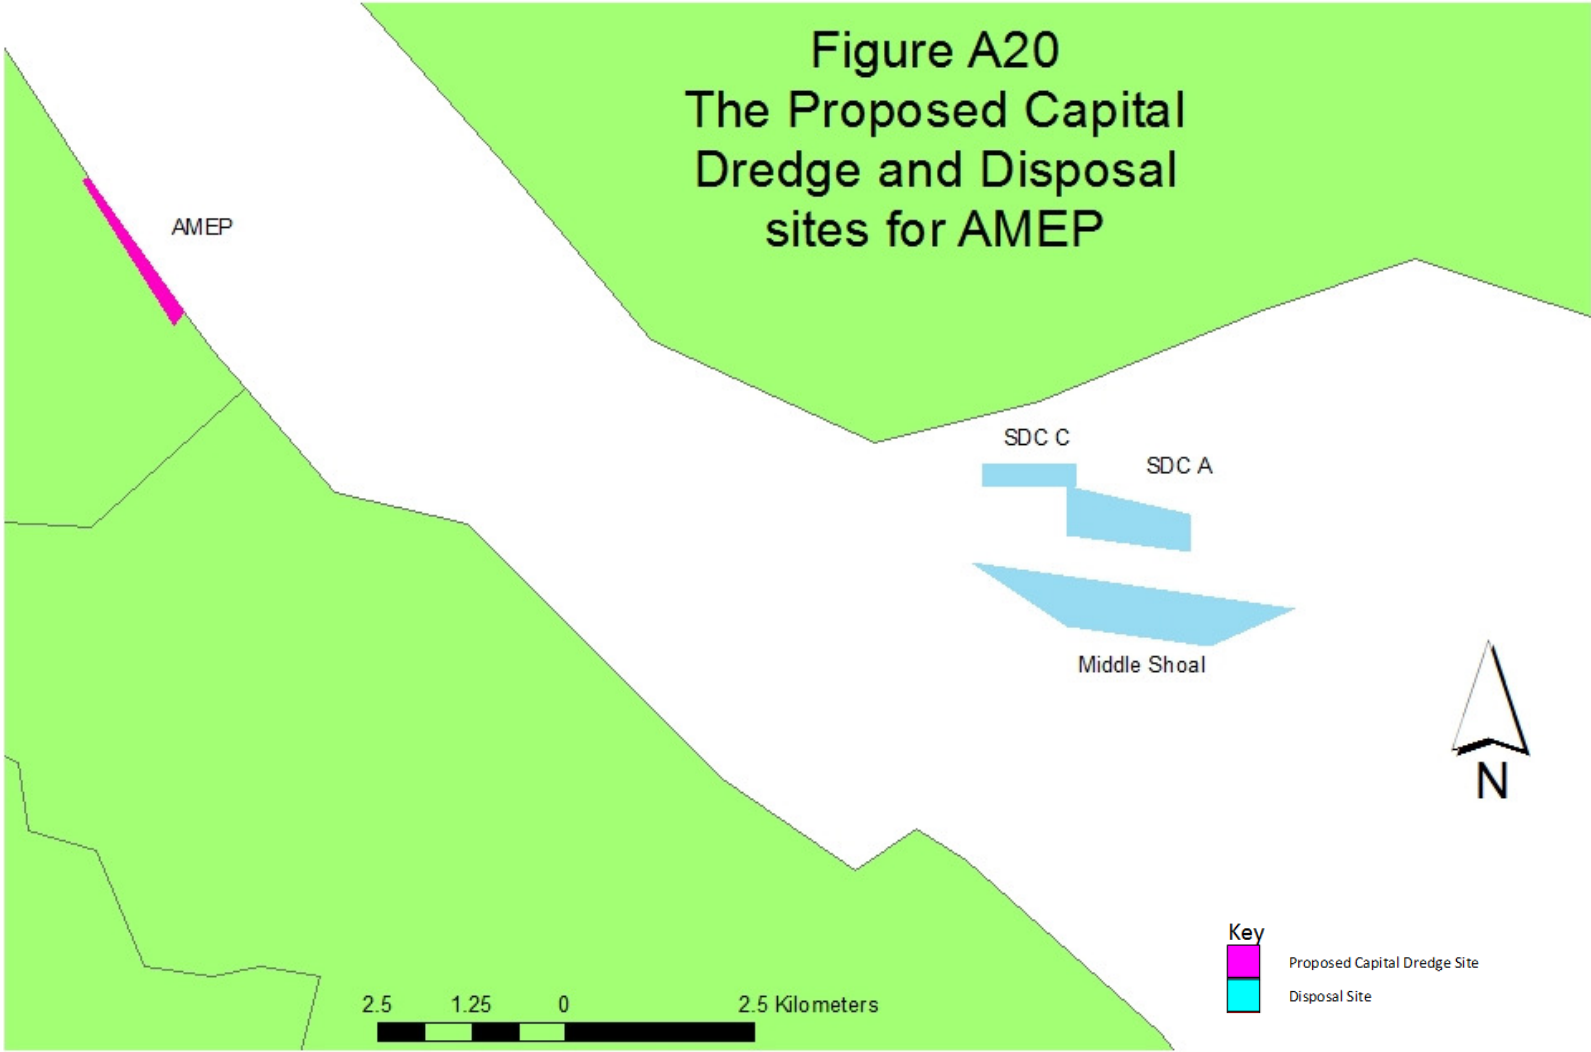 Figure A20
The Proposed Capital
Dredge and Disposal
sites for AMEP
AMEP
SDC C
SDC A
Middle Shoal
N
Key
Proposed Capital Dredge Site
Disposal Site
2.5 1.25 0 2.5 Kilometers